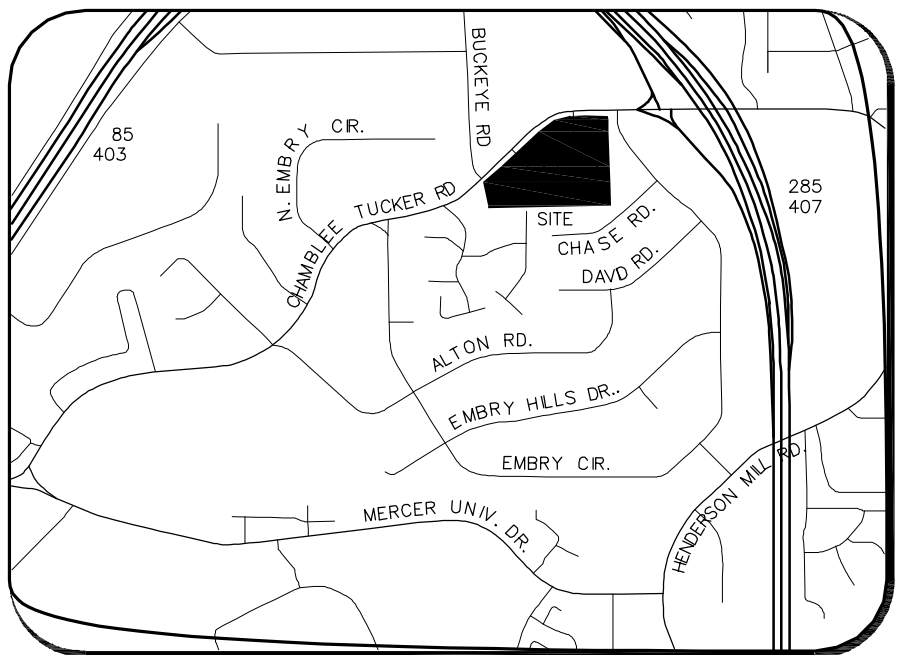 BUCKEYE RD
N. EMBRY CIR.
85
403
285
407
CHAMBLEE TUCKER RD
SITE
CHASE RD.
DAVD RD.
ALTON RD.
EMBRY HILLS DR..
EMBRY CIR.
HENDERSON MILL RD.
MERCER UNIV. DR.